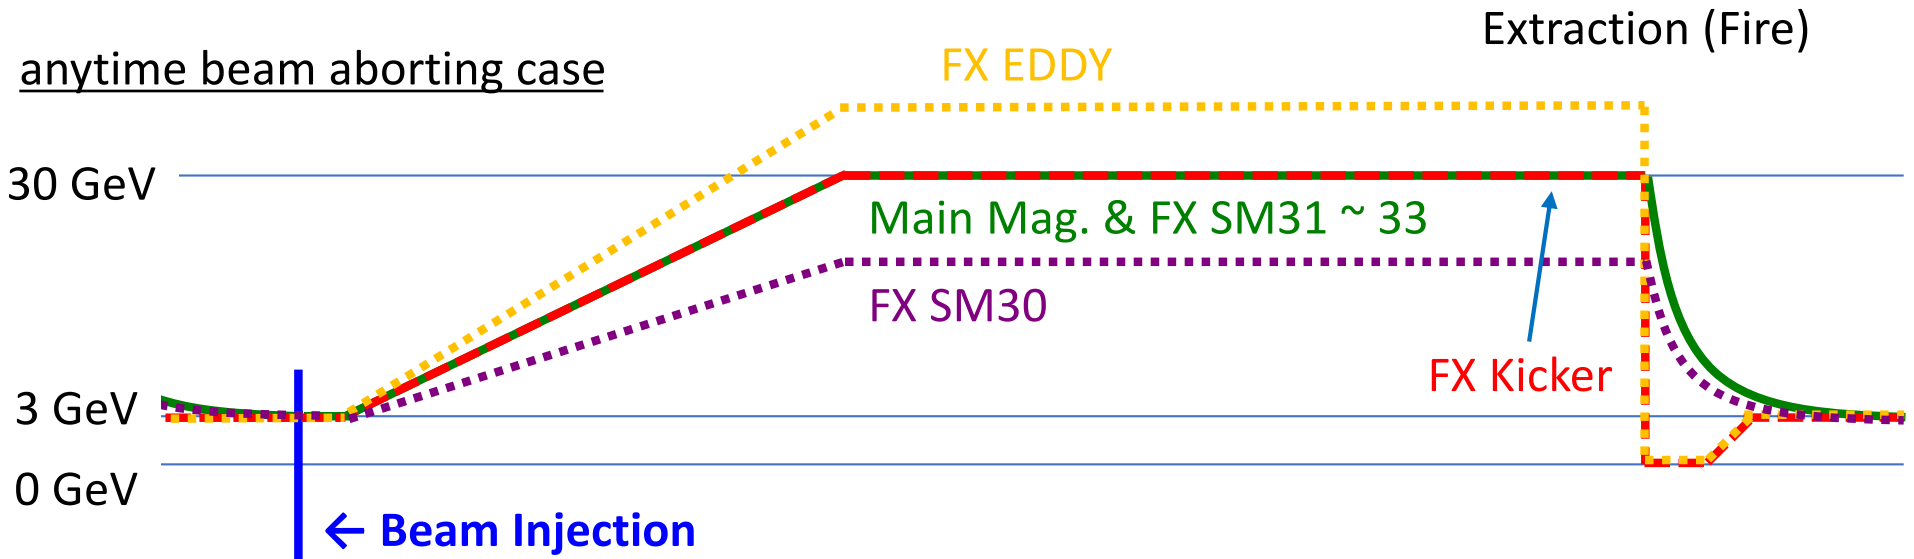 Extraction (Fire)
anytime beam aborting case
FX EDDY
30 GeV
Main Mag. & FX SM31 ~ 33
FX SM30
FX Kicker
3 GeV
0 GeV
← Beam Injection